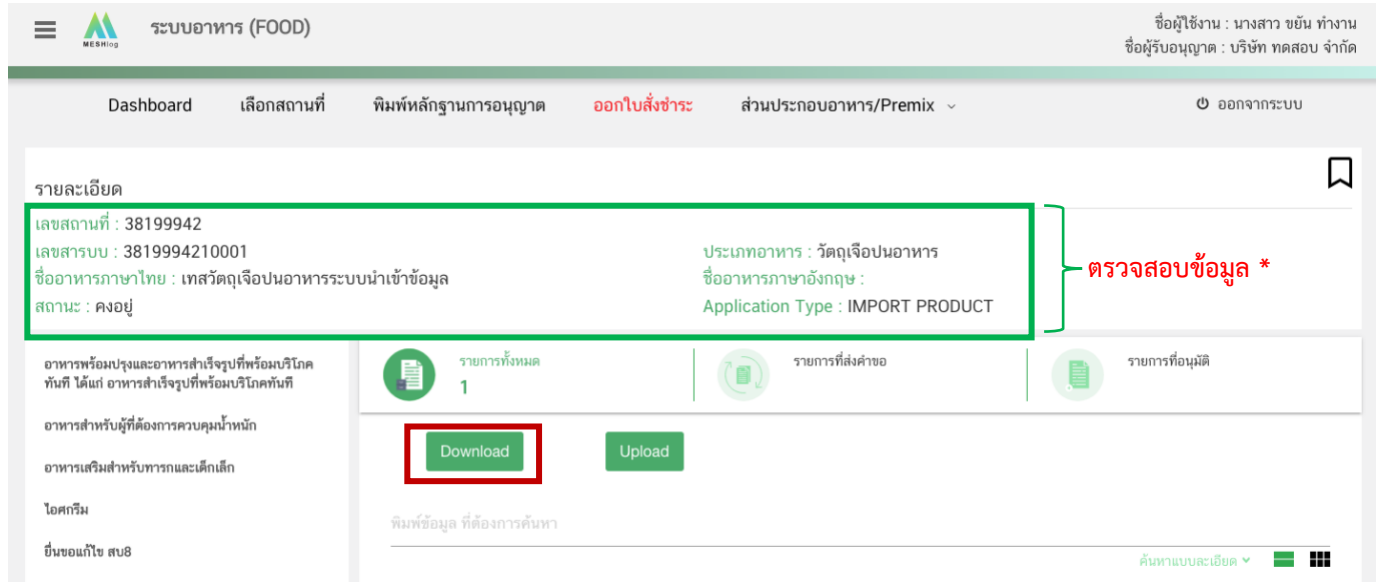 MESHlog
ระบบอาหาร (FOOD)
ชื่อผู้ใช้งาน : นางสาว ขยัน ทำงาน
ชื่อผู้รับอนุญาต : บริษัท ทดสอบ จำกัด
Dashboard เลือกสถานที่ พิมพ์หลักฐานการอนุญาต ออกใบสั่งชำระ ส่วนประกอบอาหาร/Premix ออกจากระบบ
รายละเอียด
เลขสถานที่ : 38199942
เลขสารบบ : 3819994210001 ประเภทอาหาร : วัตถุเจือปนอาหาร
ชื่ออาหารภาษาไทย : เทสวัตถุเจือปนอาหารระบบนำเข้าข้อมูล ชื่ออาหารภาษาอังกฤษ :
สถานะ : คงอยู่ Application Type : IMPORT PRODUCT
ตรวจสอบข้อมูล *
อาหารพร้อมปรุงและอาหารสำเร็จรูปที่พร้อมบริโภค
ทันที ได้แก่ อาหารสำเร็จรูปที่พร้อมบริโภคทันที
อาหารสำหรับผู้ที่ต้องการควบคุมน้ำหนัก
อาหารเสริมสำหรับทารกและเด็กเล็ก
ไอศกรีม
ยื่นขอแก้ไข สบ8
รายการทั้งหมด
1
รายการที่ส่งคำขอ
รายการที่อนุมัติ
Download Upload
พิมพ์ข้อมูล ที่ต้องการค้นหา
ค้นหาแบบละเอียด